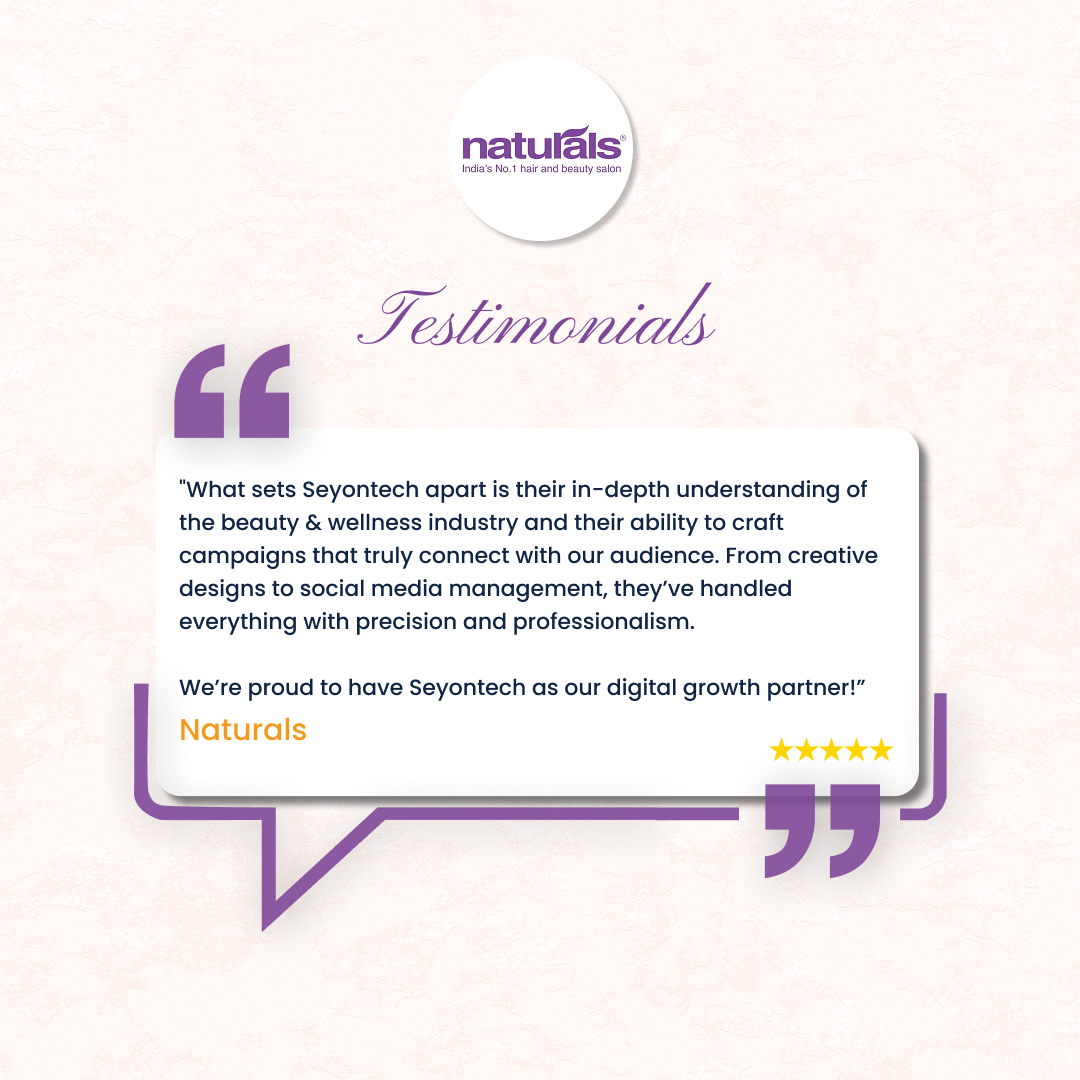 naturals®
India's No.1 hair and beauty salon
Testimonials
"What sets Seyontech apart is their in-depth understanding of
the beauty & wellness industry and their ability to craft
campaigns that truly connect with our audience. From creative
designs to social media management, they’ve handled
everything with precision and professionalism.
We’re proud to have Seyontech as our digital growth partner!”
Naturals